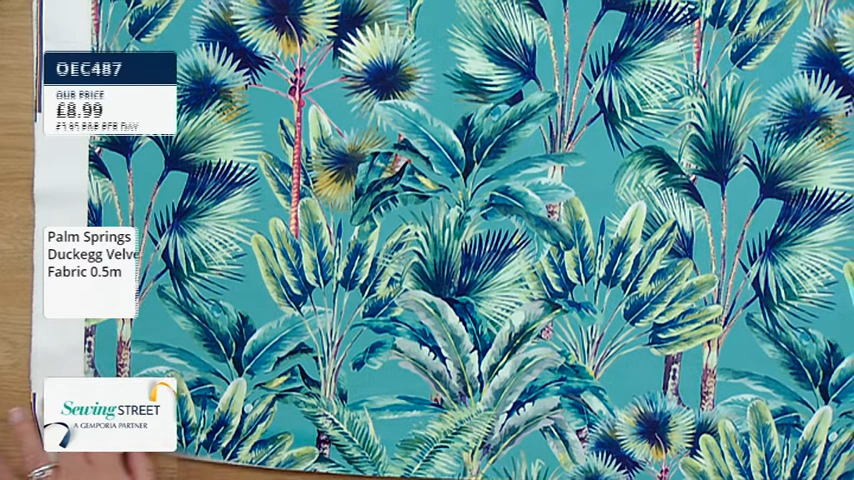 OEC487
OUR PRICE
£8.99
Palm Springs
Duckegg Velve
Fabric 0.5m
Sewing STREET
A GEMPORIA PARTNER